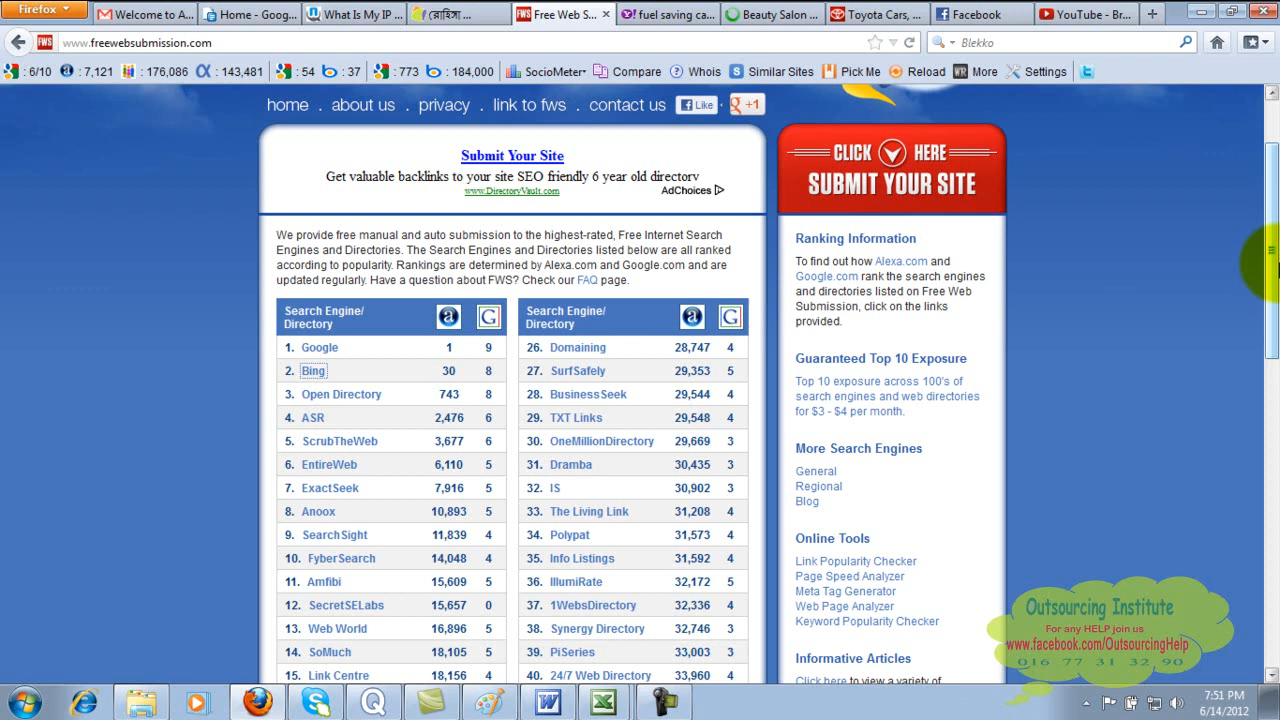 Firefox
Welcome to A...
Home - Goog...
What Is My IP ...
রোহিঙ্গা ...
Free Web S...
fuel saving ca...
Beauty Salon ...
Toyota Cars, ...
Facebook
YouTube - Br...
www.freewebsubmission.com
Blekko
: 6/10
: 7,121
: 176,086
: 143,48
: 54
: 37
: 773
: 184,000
SocioMeter
Compare
Whois
Similar Sites
Pick Me
Reload
More
Settings
home . about us . privacy . link to fws . contact us
Like
+1
Submit Your Site
Get valuable backlinks to your site SEO friendly 6 year old directory
www.DirectoryVault.com
AdChoices
CLICK HERE
SUBMIT YOUR SITE
We provide free manual and auto submission to the highest-rated, Free Internet Search
Engines and Directories. The Search Engines and Directories listed below are all ranked
according to popularity. Rankings are determined by Alexa.com and Google.com and are
updated regularly. Have a question about FWS? Check our FAQ page.
Search Engine/
Directory
a G
1. Google 1 9
2. Bing 30 8
3. Open Directory 743 8
4. ASR 2,476 6
5. ScrubTheWeb 3,677 6
6. EntireWeb 6,110 5
7. ExactSeek 7,916 5
8. Anoox 10,893 5
9. SearchSight 11,839 4
10. FyberSearch 14,048 4
11. Amfibi 15,609 5
12. SecretSELabs 15,657 0
13. Web World 16,896 5
14. SoMuch 18,105 5
15. Link Centre 18,156 4
Search Engine/
Directory
a G
26. Domaining 28,747 4
27. SurfSafely 29,353 5
28. BusinessSeek 29,544 4
29. TXT Links 29,548 4
30. OneMillionDirectory 29,669 3
31. Dramba 30,435 3
32. IS 30,902 3
33. The Living Link 31,208 4
34. Polypat 31,573 4
35. Info Listings 31,592 4
36. IllumiRate 32,172 5
37. 1WebsDirectory 32,336 4
38. Synergy Directory 32,746 3
39. PiSeries 33,003 3
40. 24/7 Web Directory 33,960 4
Ranking Information
To find out how Alexa.com and
Google.com rank the search engines
and directories listed on Free Web
Submission, click on the links
provided.
Guaranteed Top 10 Exposure
Top 10 exposure across 100's of
search engines and web directories
for $3 - $4 per month.
More Search Engines
General
Regional
Blog
Online Tools
Link Popularity Checker
Page Speed Analyzer
Meta Tag Generator
Web Page Analyzer
Keyword Popularity Checker
Informative Articles
Click here to view a variety of
Outsourcing Institute
For any HELP join us
www.facebook.com/OutsourcingHelp
016 77 31 32 90
7:51 PM
6/14/2012